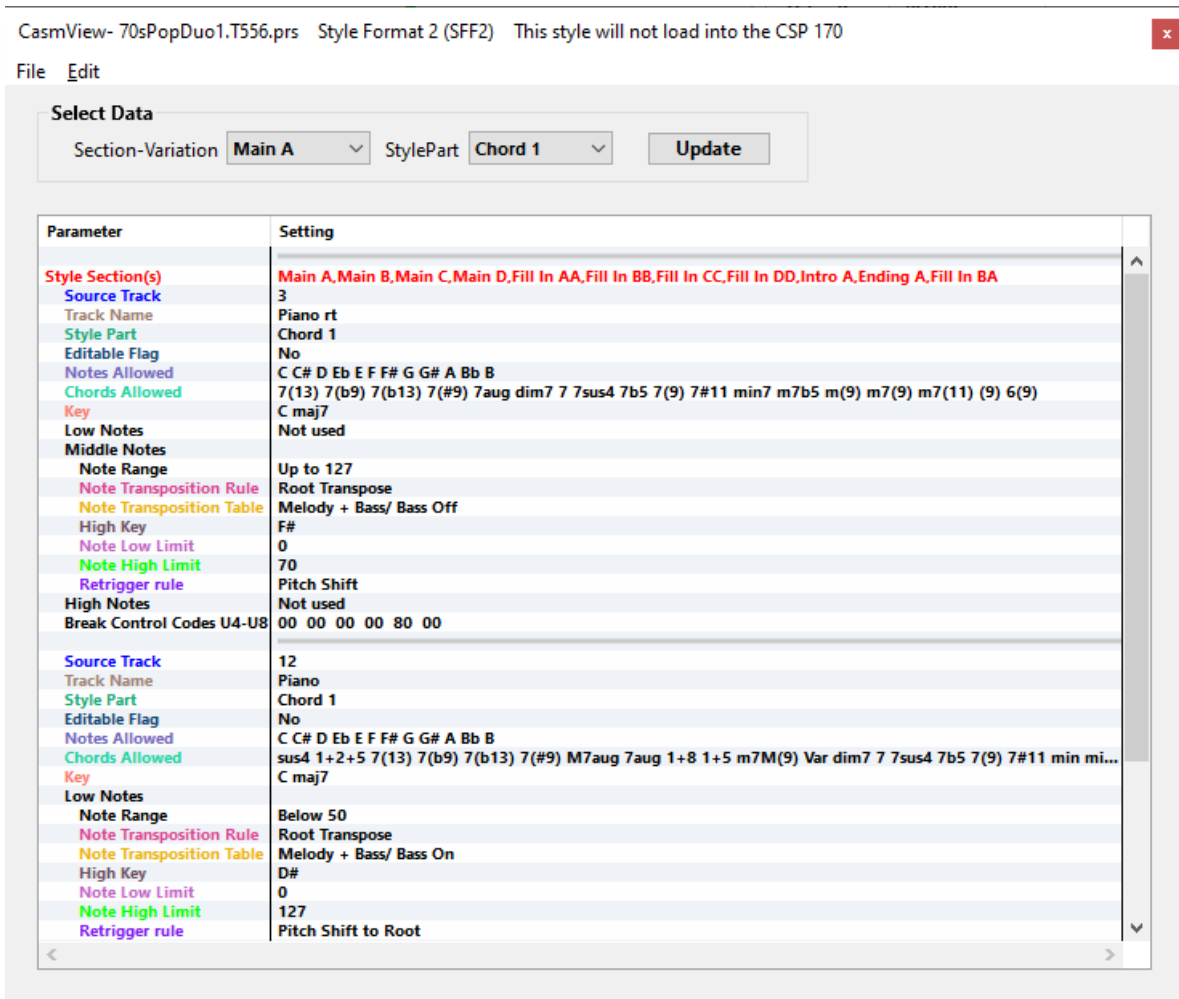 CasmView- 70sPopDuo1.T556.prs Style Format 2 (SFF2) This style will not load into the CSP 170 x
File Edit
Select Data
Section-Variation Main A StylePart Chord 1 Update
Parameter Setting
Style Section(s) Main A,Main B,Main C,Main D,Fill In AA,Fill In BB,Fill In CC,Fill In DD,Intro A,Ending A,Fill In BA
Source Track 3
Track Name Piano rt
Style Part Chord 1
Editable Flag No
Notes Allowed C C# D Eb E F F# G G# A Bb B
Chords Allowed 7(13) 7(b9) 7(b13) 7(#9) 7aug dim7 7 7sus4 7b5 7(9) 7#11 min7 m7b5 m(9) m7(9) m7(11) (9) 6(9)
Key C maj7
Low Notes Not used
Middle Notes
Note Range Up to 127
Note Transposition Rule Root Transpose
Note Transposition Table Melody + Bass/ Bass Off
High Key F#
Note Low Limit 0
Note High Limit 70
Retrigger rule Pitch Shift
High Notes Not used
Break Control Codes U4-U8 00 00 00 00 80 00
Source Track 12
Track Name Piano
Style Part Chord 1
Editable Flag No
Notes Allowed C C# D Eb E F F# G G# A Bb B
Chords Allowed sus4 1+2+5 7(13) 7(b9) 7(b13) 7(#9) M7aug 7aug 1+8 1+5 m7M(9) Var dim7 7 7sus4 7b5 7(9) 7#11 min mi...
Key C maj7
Low Notes
Note Range Below 50
Note Transposition Rule Root Transpose
Note Transposition Table Melody + Bass/ Bass On
High Key D#
Note Low Limit 0
Note High Limit 127
Retrigger rule Pitch Shift to Root